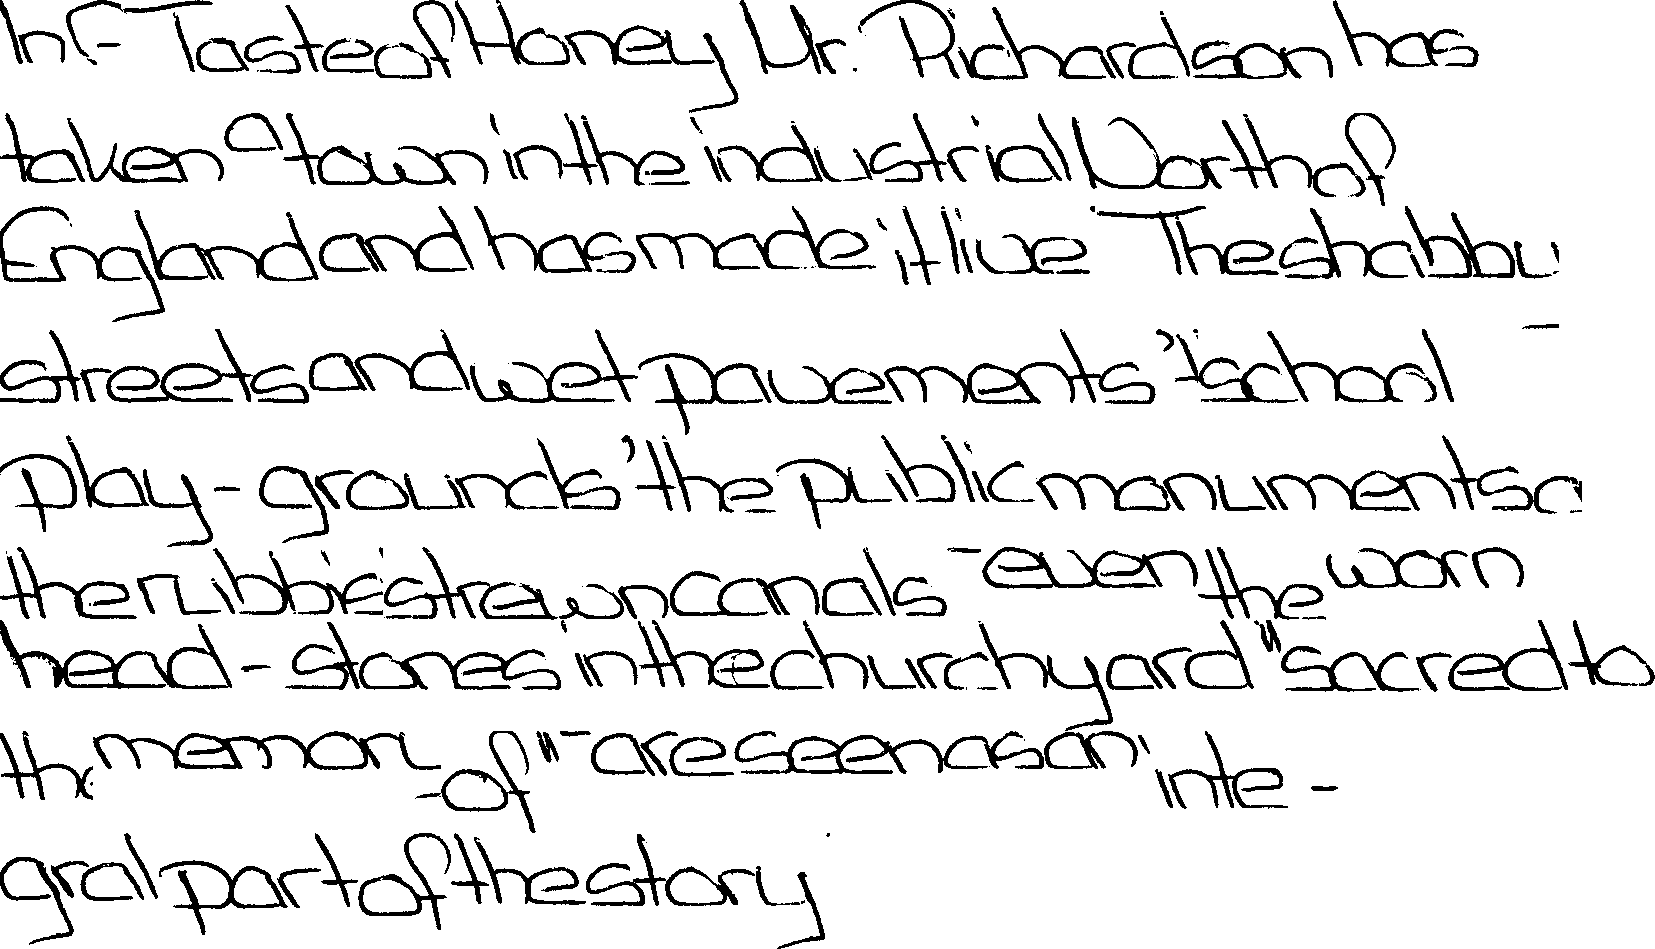 In A Taste of Honey Mr. Richardson has
taken a town in the industrial North of
England and has made it live. The shabby
streets and wet pavements, the school
play-grounds, the public monuments,
the rubbish-strewn canals - even the worn
head-stones in the churchyard "sacred to
the memory of" - are seen as an inte-
gral part of the story.